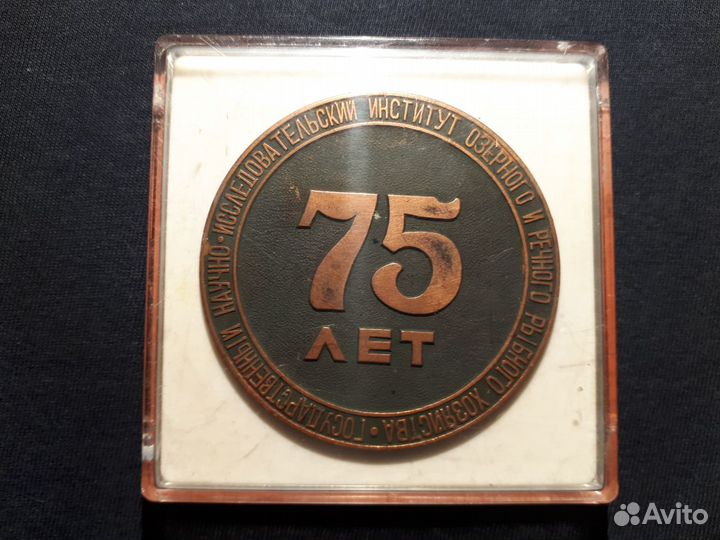 ГОСУДАРСТВЕННЫЙ НАУЧНО-ИССЛЕДОВАТЕЛЬСКИЙ ИНСТИТУТ ОЗЕРНОГО И РЕЧНОГО РЫБНОГО ХОЗЯЙСТВА •
75
ЛЕТ
Avito